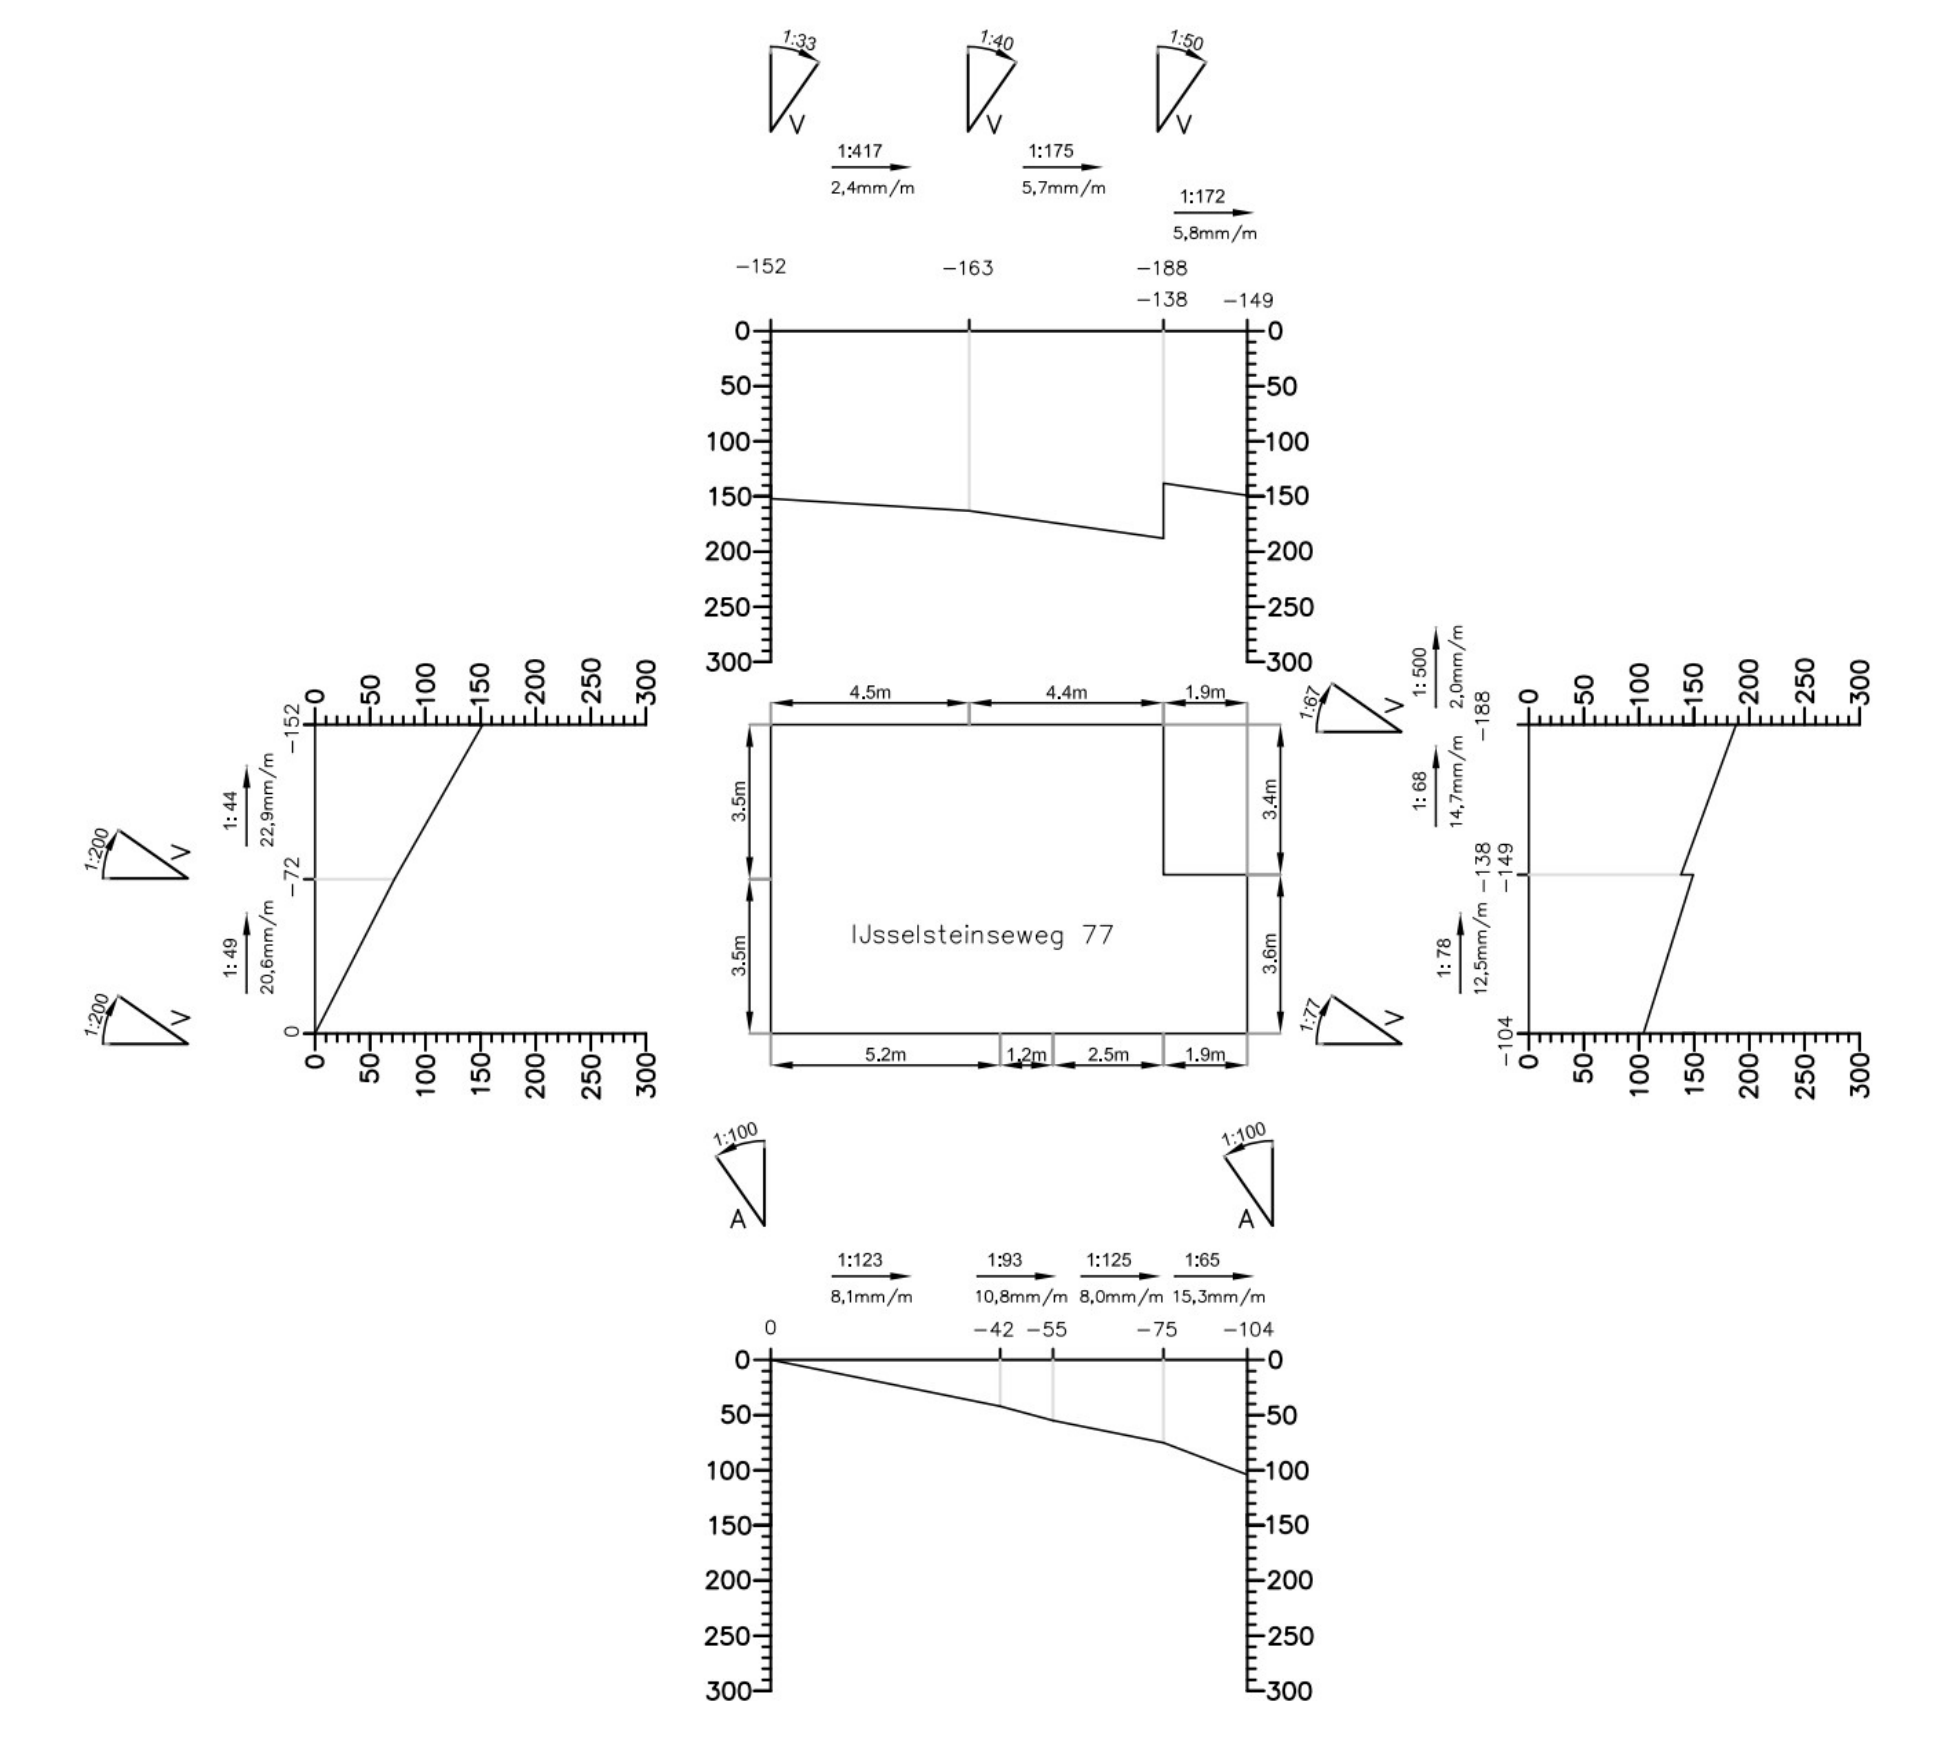 1:33 1:40 1:50
V V V
1:417 1:175
2,4mm/m 5,7mm/m
1:172
5,8mm/m
−152 −163 −188
−138 −149
0 0
50 50
100 100
150 150
200 200
250 250
300 300
4.5m 4.4m 1.9m
0 50 100 150 200 250 300
−152
1:44
22,9mm/m
1:200
V
−72
1:49
20,6mm/m
1:200
V
0
0 50 100 150 200 250 300
3.5m
3.5m
IJsselsteinseweg 77
3.4m
3.6m
5.2m 1.2m 2.5m 1.9m
1:67
V
1:500
2,0mm/m
−188
0 50 100 150 200 250 300
1:68
14,7mm/m
−138
−149
1:78
12,5mm/m
1:77
V
−104
0 50 100 150 200 250 300
1:100 1:100
A A
1:123 1:93 1:125 1:65
8,1mm/m 10,8mm/m 8,0mm/m 15,3mm/m
0 −42 −55 −75 −104
0 0
50 50
100 100
150 150
200 200
250 250
300 300